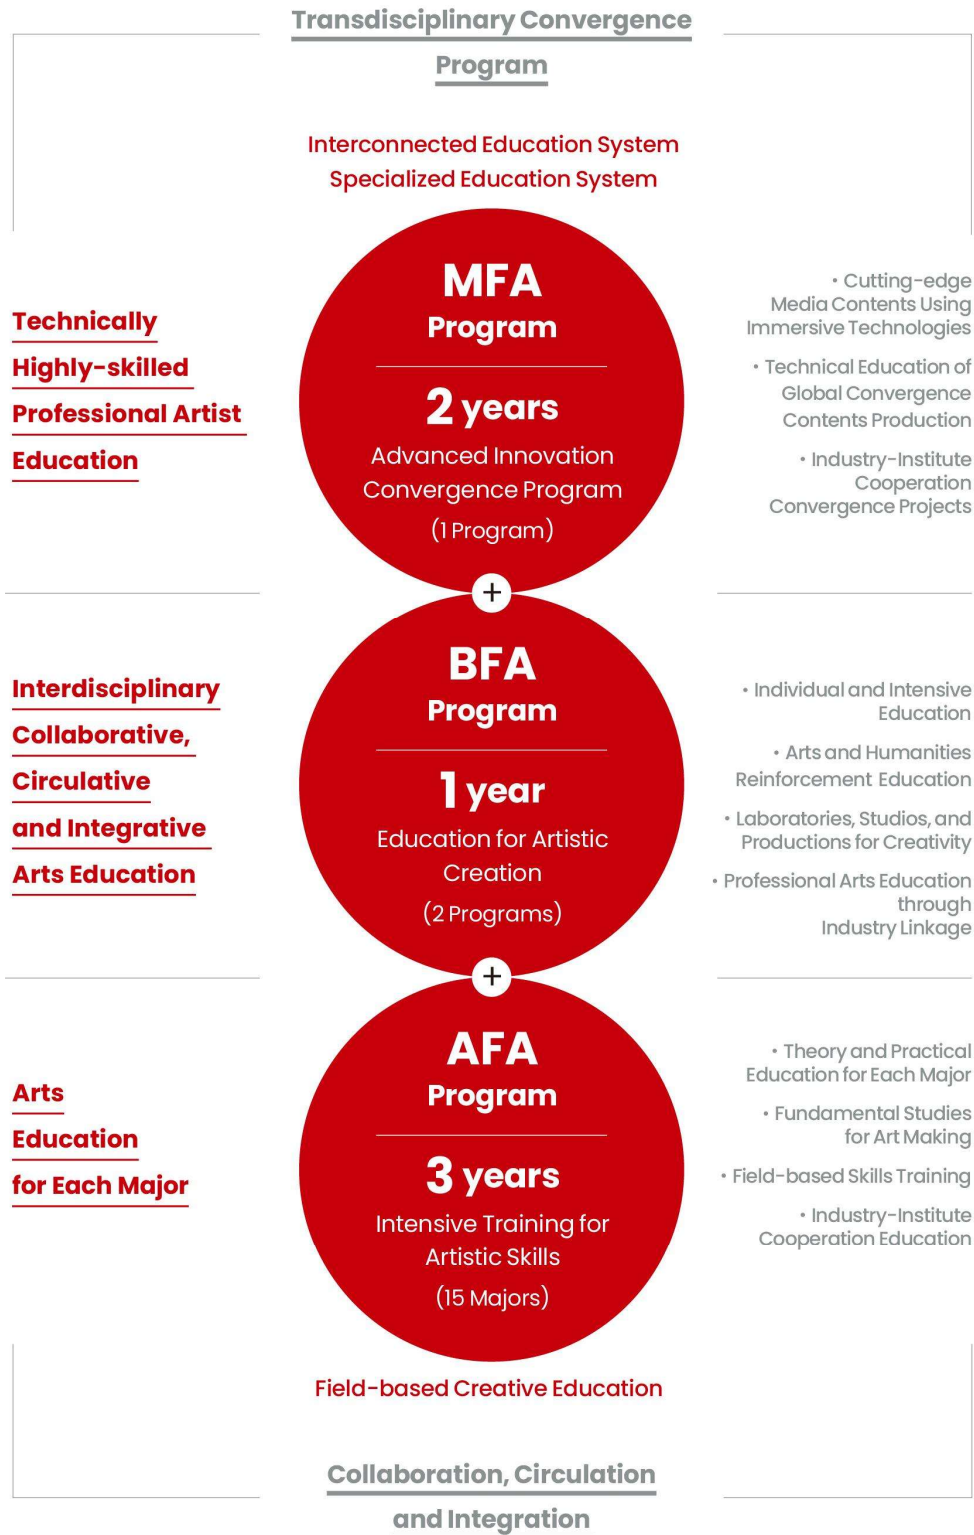 Transdisciplinary Convergence
Program
Interconnected Education System
Specialized Education System
Technically
Highly-skilled
Professional Artist
Education
MFA
Program
2 years
Advanced Innovation
Convergence Program
(1 Program)
• Cutting-edge
Media Contents Using
Immersive Technologies
• Technical Education of
Global Convergence
Contents Production
• Industry-Institute
Cooperation
Convergence Projects
+
Interdisciplinary
Collaborative,
Circulative
and Integrative
Arts Education
BFA
Program
1 year
Education for Artistic
Creation
(2 Programs)
• Individual and Intensive
Education
• Arts and Humanities
Reinforcement Education
• Laboratories, Studios, and
Productions for Creativity
• Professional Arts Education
through
Industry Linkage
+
Arts
Education
for Each Major
AFA
Program
3 years
Intensive Training for
Artistic Skills
(15 Majors)
• Theory and Practical
Education for Each Major
• Fundamental Studies
for Art Making
• Field-based Skills Training
• Industry-Institute
Cooperation Education
Field-based Creative Education
Collaboration, Circulation
and Integration